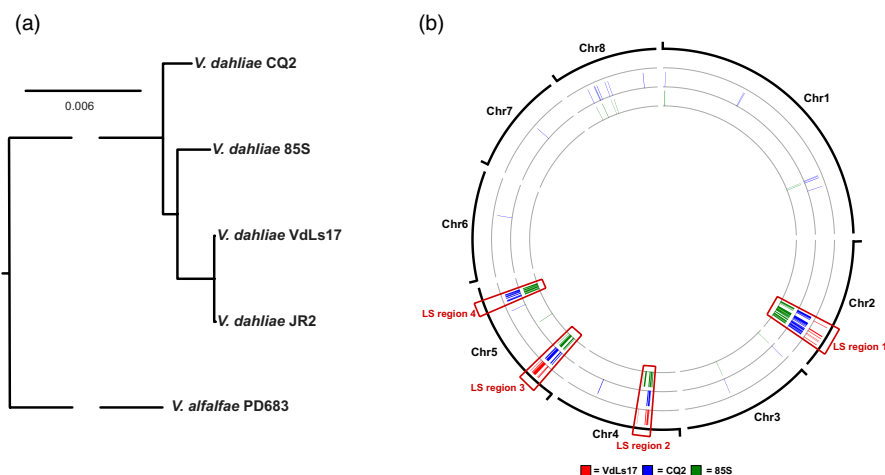 (a)
V. dahliae CQ2
0.006
V. dahliae 85S
V. dahliae VdLs17
V. dahliae JR2
V. alfalfae PD683
(b)
Chr8
Chr1
Chr7
Chr6
Chr2
LS region 4
LS region 1
Chr5
LS region 3
Chr3
Chr4
LS region 2
= VdLs17 = CQ2 = 85S